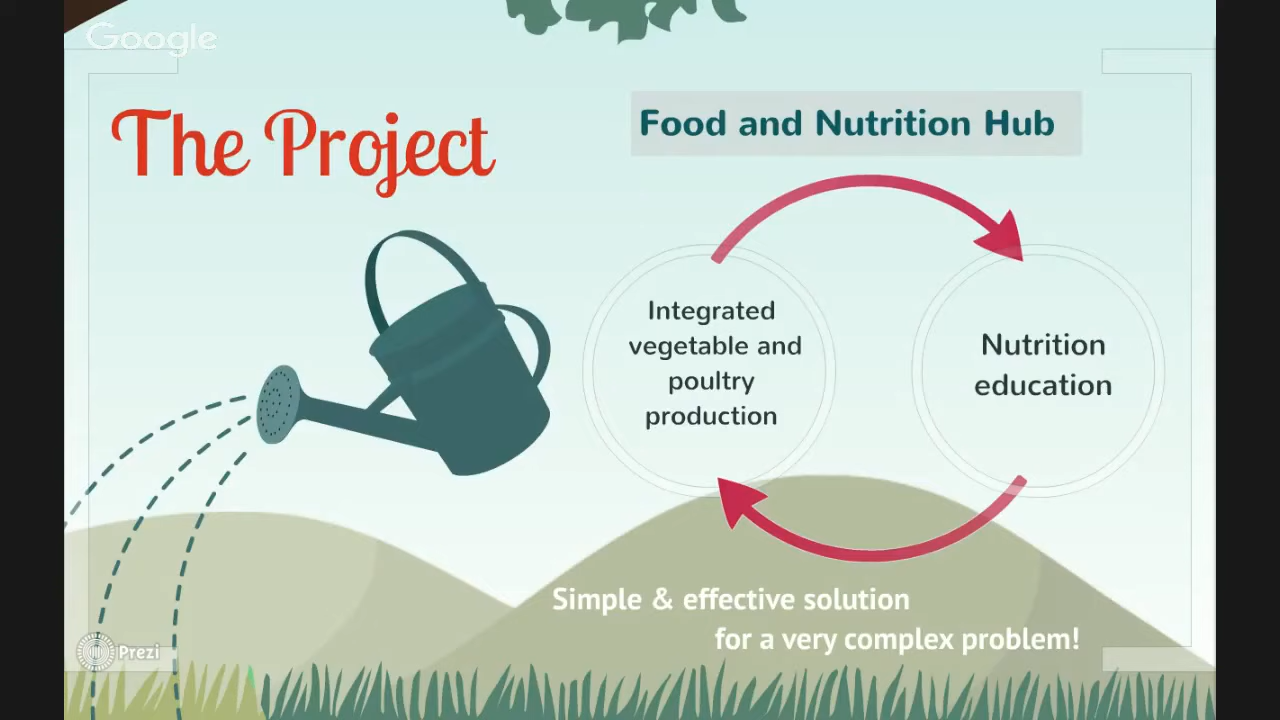 Google
The Project
Food and Nutrition Hub
Integrated
vegetable and
poultry
production
Nutrition
education
Simple & effective solution
for a very complex problem!
Prezi